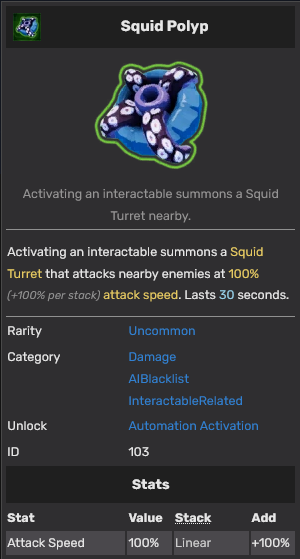 Squid Polyp
Activating an interactable summons a Squid
Turret nearby.
Activating an interactable summons a Squid
Turret that attacks nearby enemies at 100%
(+100% per stack) attack speed. Lasts 30 seconds.
Rarity Uncommon
Category Damage
AIBlacklist
InteractableRelated
Unlock Automation Activation
ID 103
Stats
Stat Value Stack Add
Attack Speed 100% Linear +100%